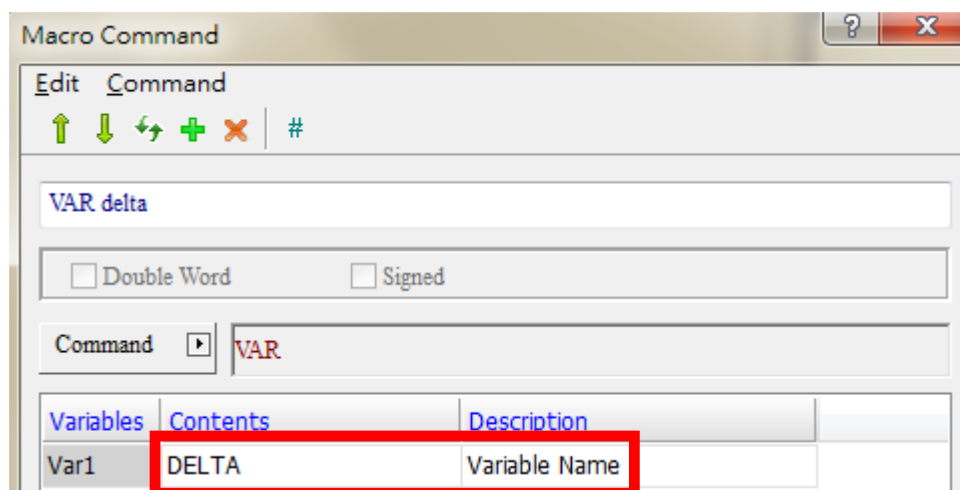 Macro Command ? X
Edit Command
#
VAR delta
Double Word Signed
Command VAR
Variables Contents Description
Var1 DELTA Variable Name